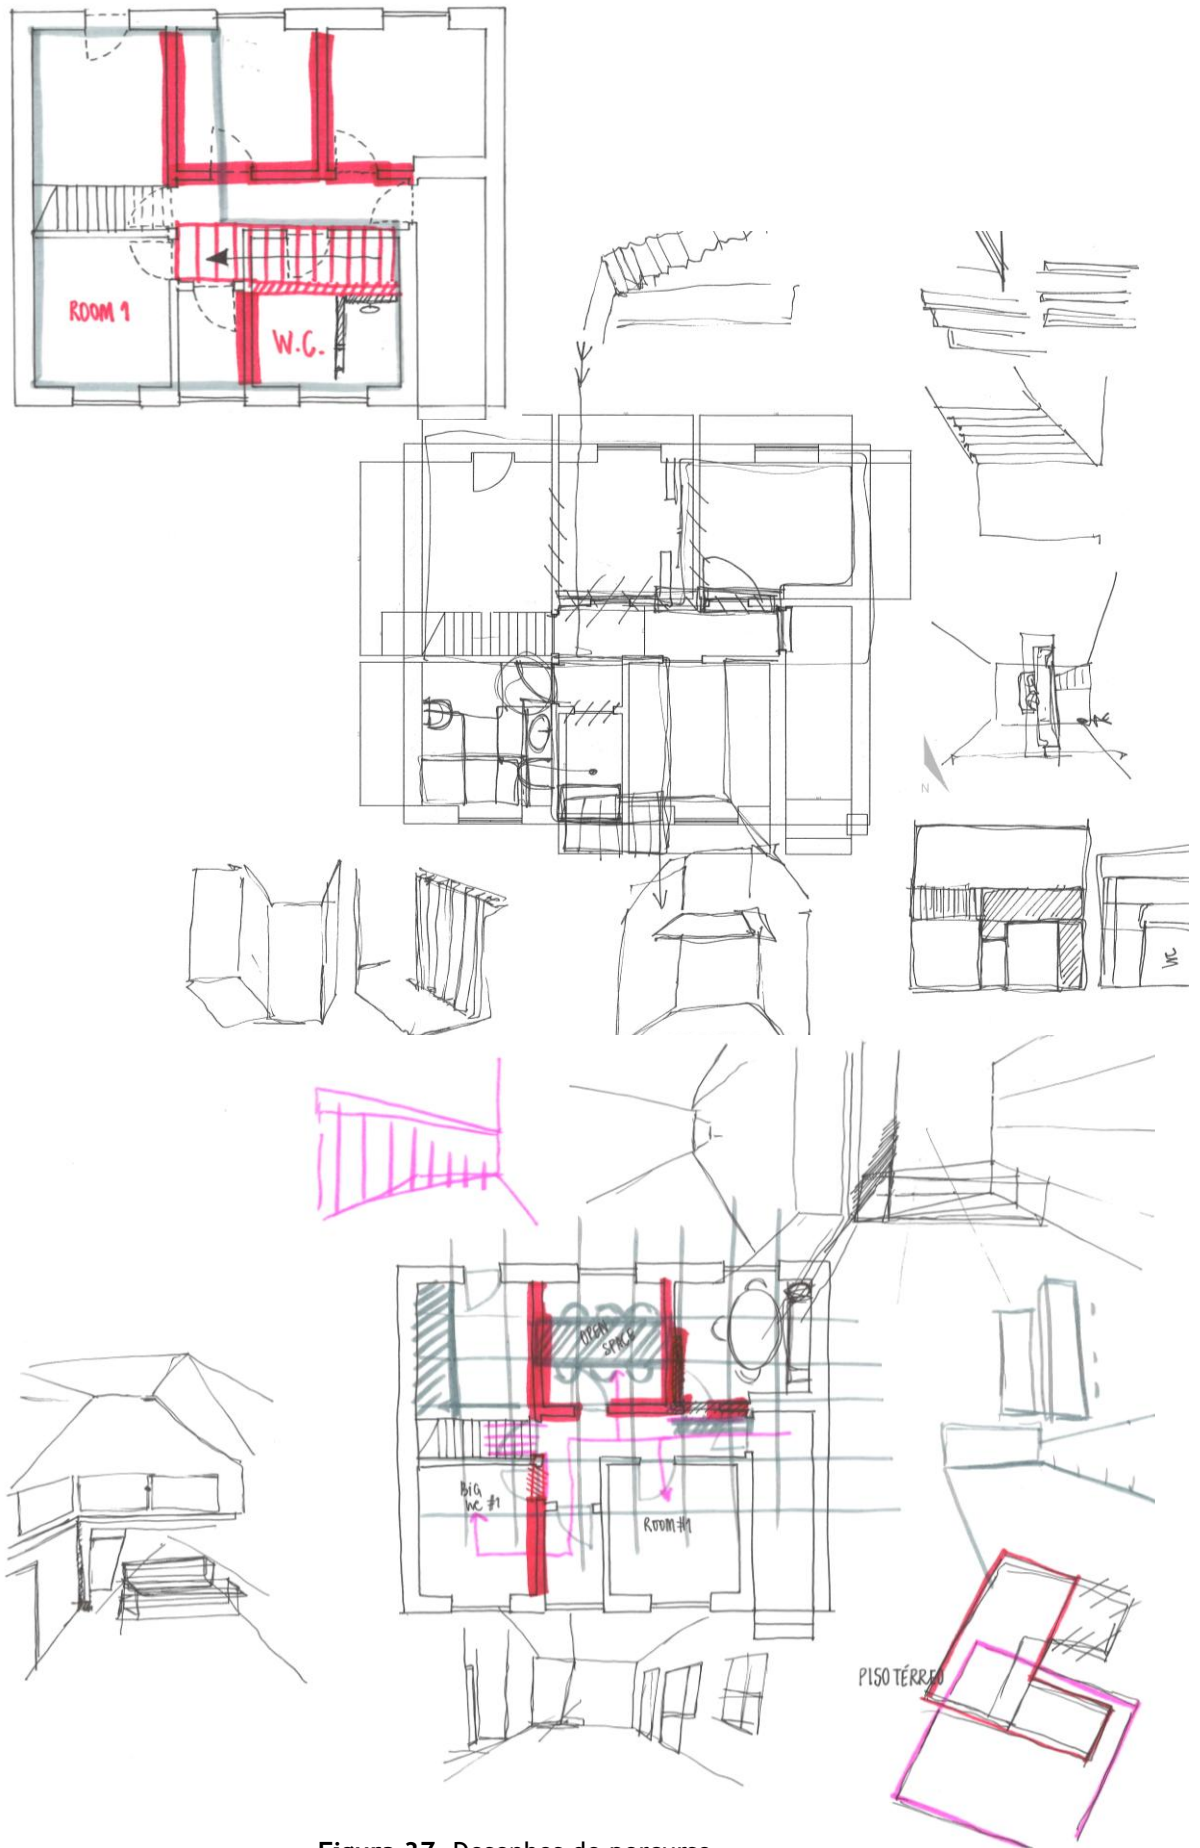 ROOM 1
W.C.
N
WC
OPEN
SPACE
BIG
WC #1
ROOM #1
PISO TÉRREO
Figura 37. Desenhos de percurso